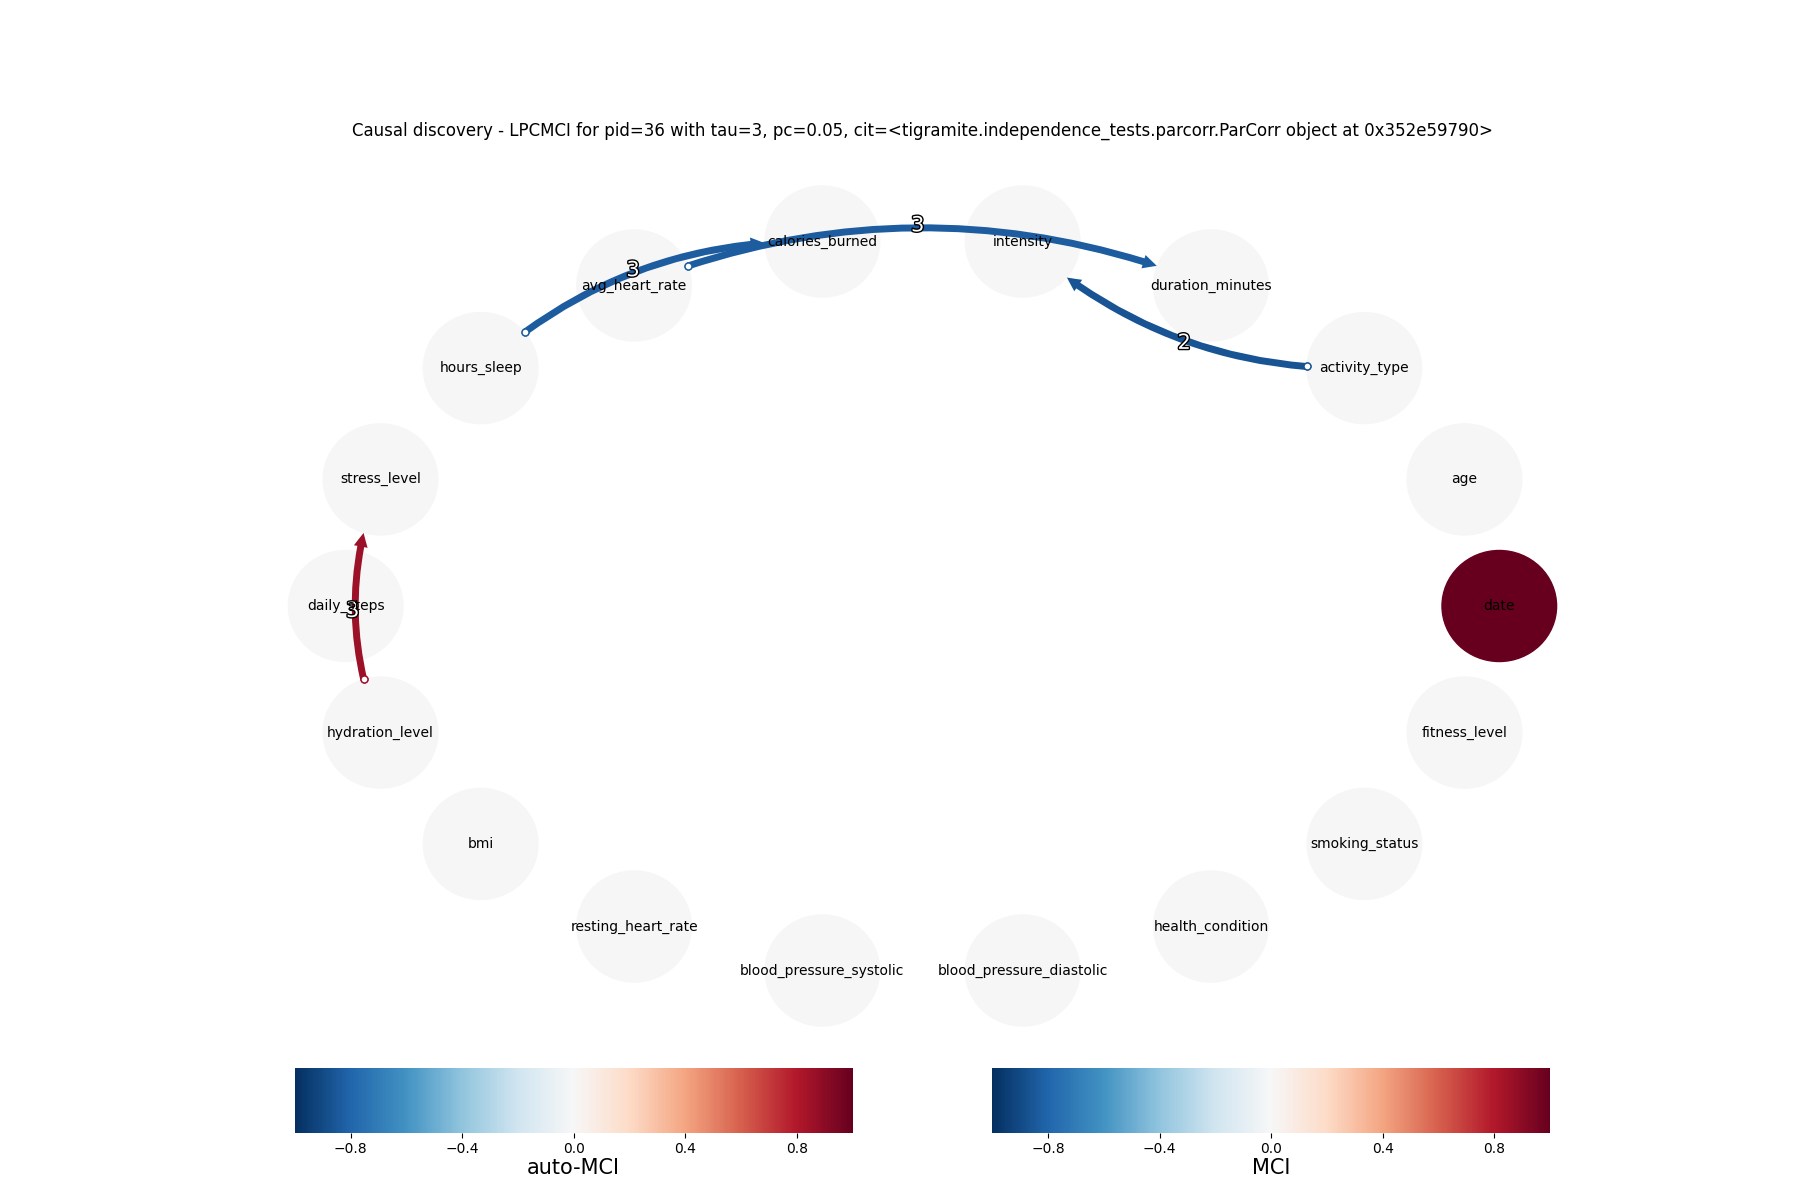 Causal discovery - LPCMCI for pid=36 with tau=3, pc=0.05, cit=<tigramite.independence_tests.parcorr.ParCorr object at 0x352e59790>
3
calories_burned
intensity
3
avg_heart_rate
duration_minutes
2
hours_sleep
activity_type
stress_level
age
daily_steps
3
date
hydration_level
fitness_level
bmi
smoking_status
resting_heart_rate
health_condition
blood_pressure_systolic
blood_pressure_diastolic
−0.8 −0.4 0.0 0.4 0.8
auto-MCI
−0.8 −0.4 0.0 0.4 0.8
MCI